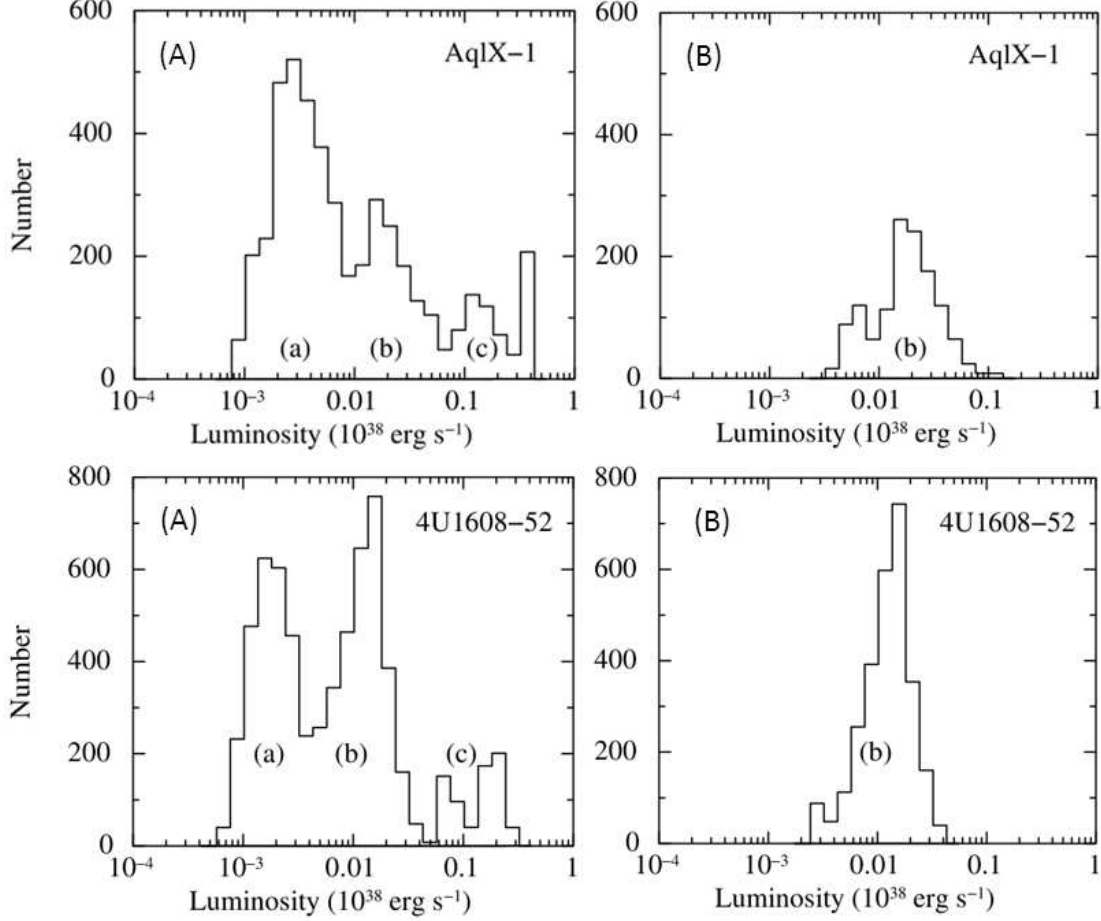 600
(A)
AqlX−1
400
Number
200
(a)
(b)
(c)
0
10⁻⁴
10⁻³
0.01
0.1
1
Luminosity (10³⁸ erg s⁻¹)
600
(B)
AqlX−1
400
200
(b)
0
10⁻⁴
10⁻³
0.01
0.1
1
Luminosity (10³⁸ erg s⁻¹)
800
(A)
4U1608−52
600
Number
400
200
(a)
(b)
(c)
0
10⁻⁴
10⁻³
0.01
0.1
1
Luminosity (10³⁸ erg s⁻¹)
800
(B)
4U1608−52
600
400
200
(b)
0
10⁻⁴
10⁻³
0.01
0.1
1
Luminosity (10³⁸ erg s⁻¹)